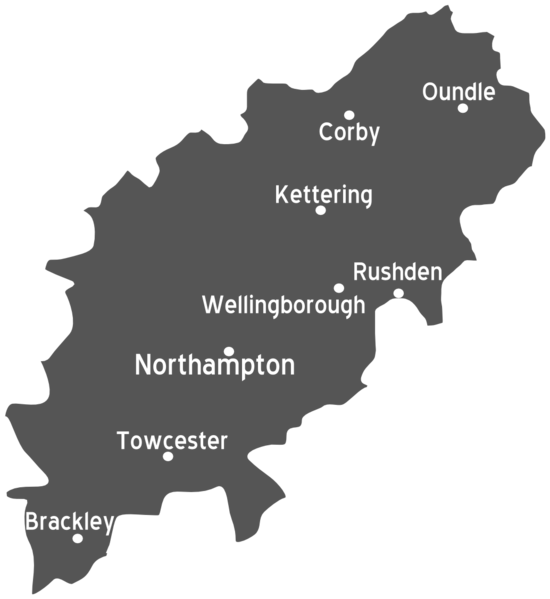 Oundle
Corby
Kettering
Rushden
Wellingborough
Northampton
Towcester
Brackley